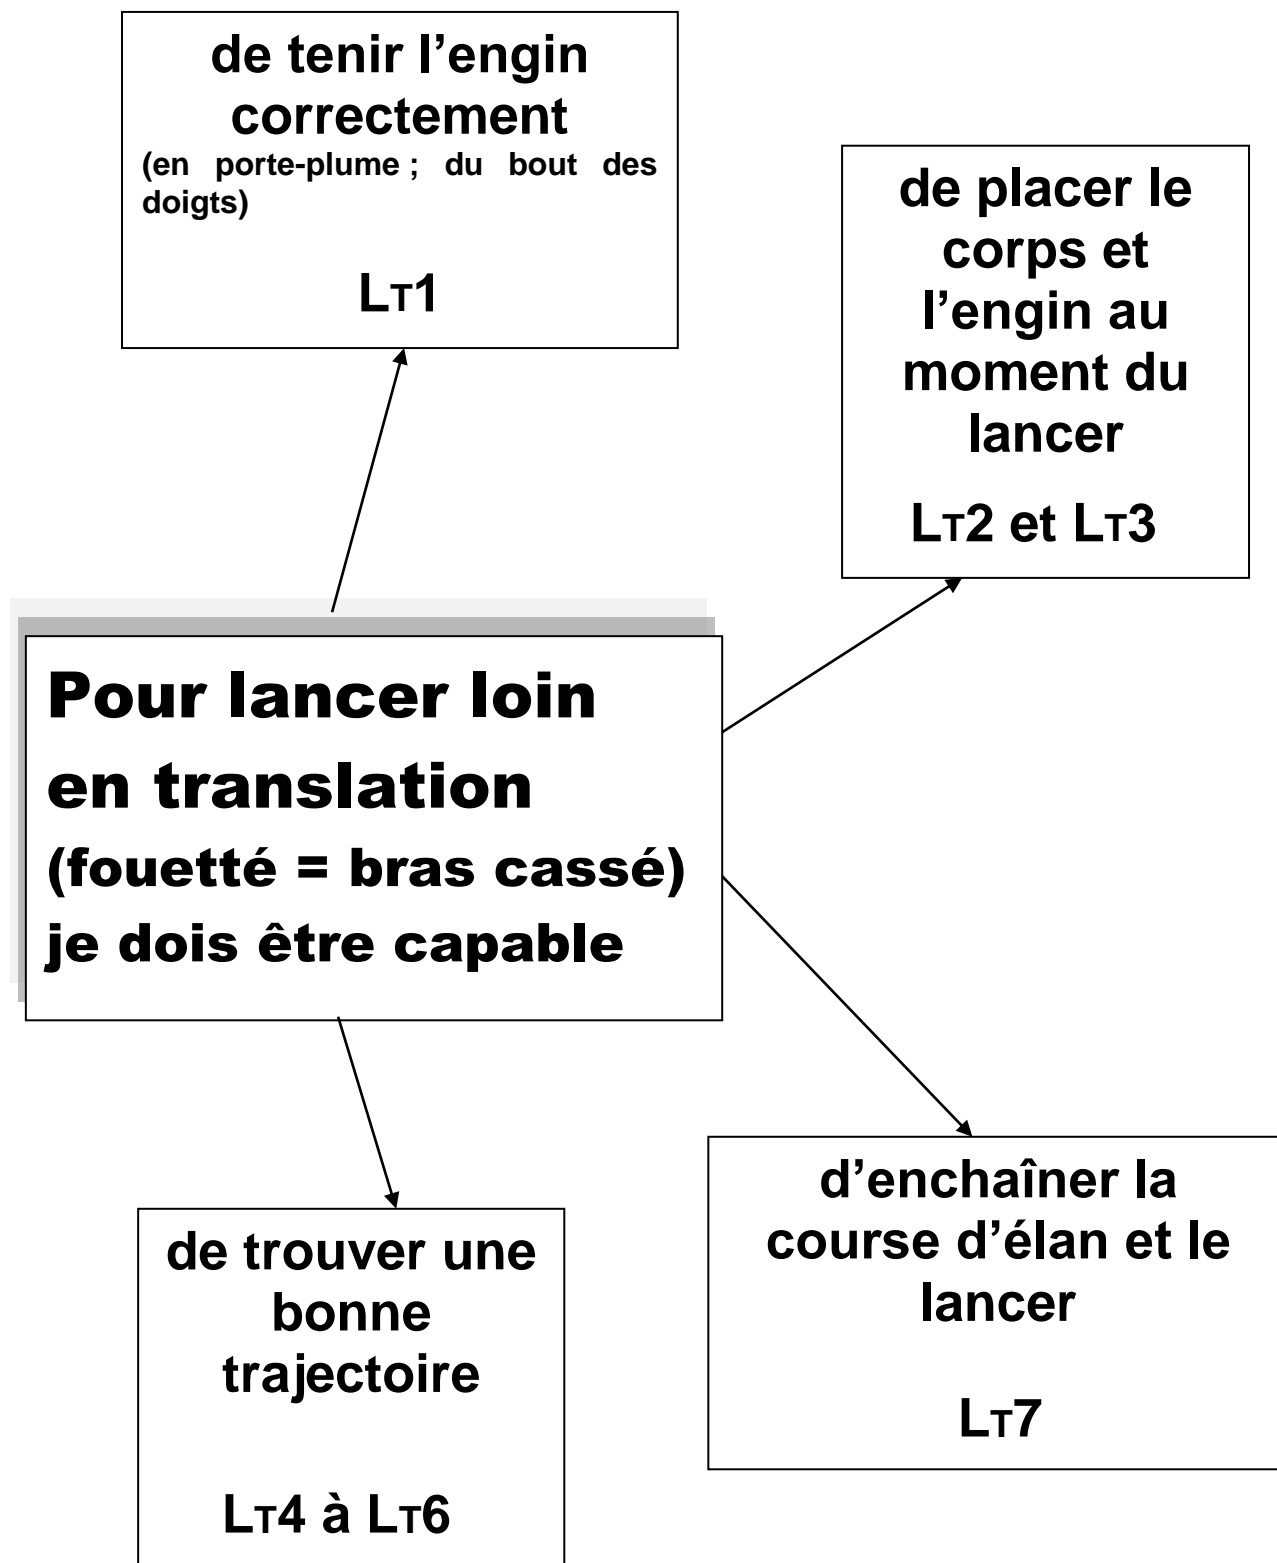 de tenir l’engin
correctement
(en porte-plume ; du bout des
doigts)
LT1
de placer le
corps et
l’engin au
moment du
lancer
LT2 et LT3
Pour lancer loin
en translation
(fouetté = bras cassé)
je dois être capable
d’enchaîner la
course d’élan et le
lancer
LT7
de trouver une
bonne
trajectoire
LT4 à LT6